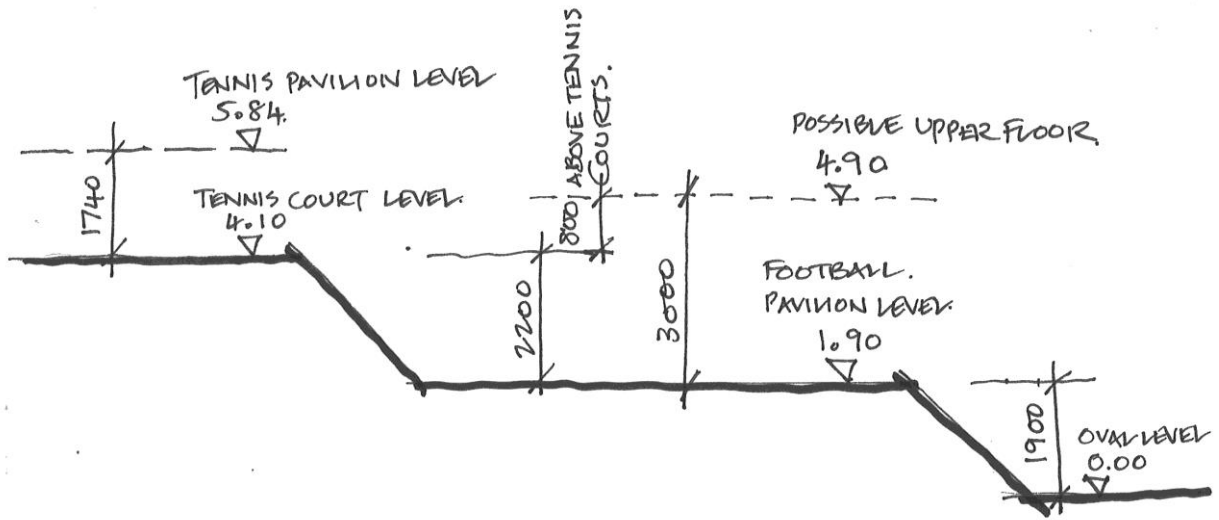 TENNIS PAVILION LEVEL
5.84.
1740
TENNIS COURT LEVEL.
4.10
800 ABOVE TENNIS
COURTS.
POSSIBLE UPPER FLOOR.
4.90
2200
3000
FOOTBALL.
PAVILION LEVEL.
1.90
1900
OVAL LEVEL
0.00